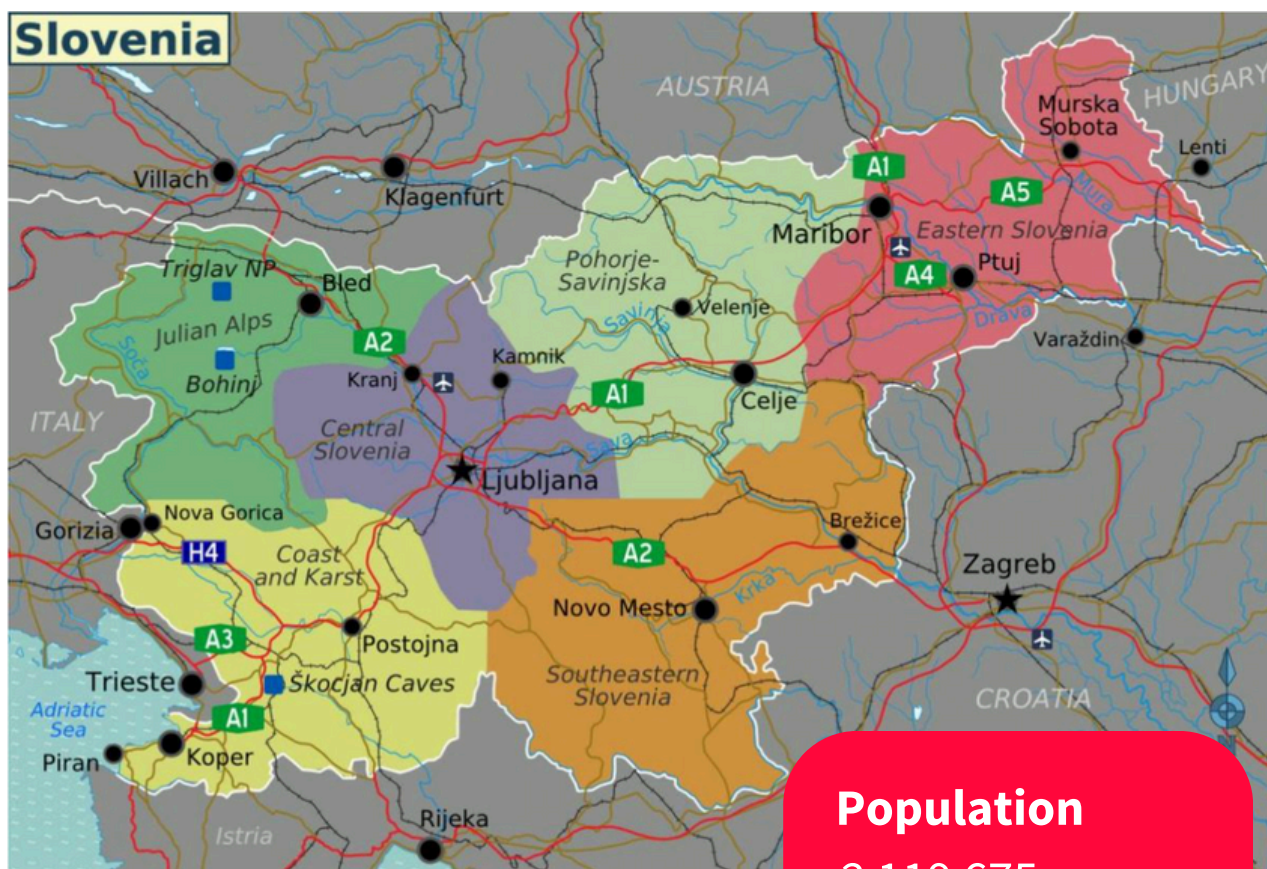 Slovenia
AUSTRIA
HUNGARY
Murska
Sobota
Lenti
Villach
Klagenfurt
A1
A5
Mura
Maribor
Eastern Slovenia
Pohorje-
Savinjska
Triglav NP
Bled
A4
Ptuj
Velenje
Savinja
Drava
Julian Alps
Soča
A2
Varaždin
Kamnik
Bohinj
Kranj
A1
Celje
ITALY
Central
Slovenia
Sava
Ljubljana
Nova Gorica
Gorizia
Brežice
H4
Coast
and Karst
A2
Zagreb
Krka
Novo Mesto
A3
Postojna
Trieste
Škocjan Caves
Southeastern
Slovenia
CROATIA
Adriatic
Sea
A1
Koper
Piran
N
Population
Rijeka
Istria